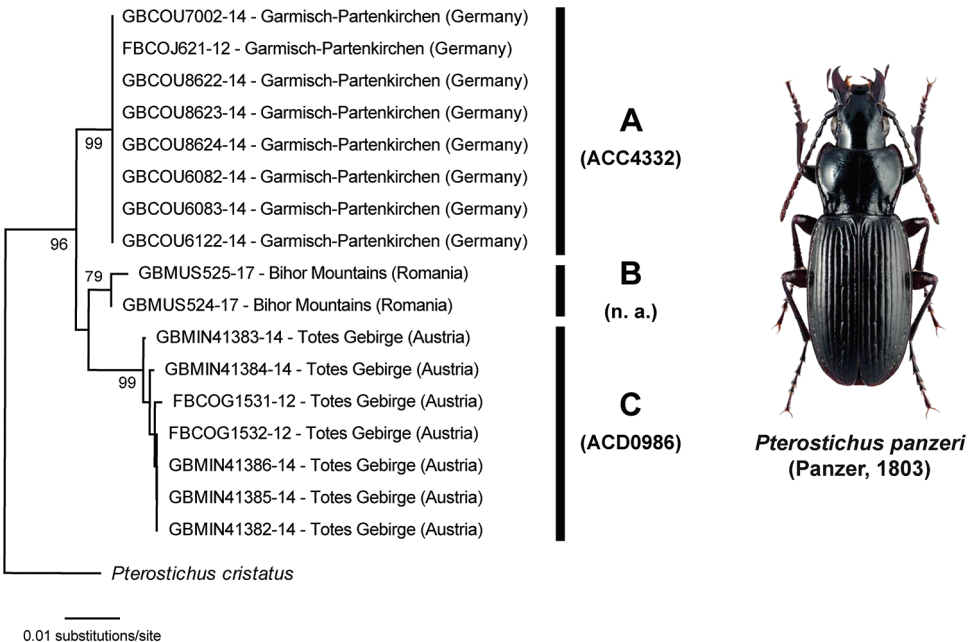 GBCOU7002-14 - Garmisch-Partenkirchen (Germany)
FBCOJ621-12 - Garmisch-Partenkirchen (Germany)
GBCOU8622-14 - Garmisch-Partenkirchen (Germany)
GBCOU8623-14 - Garmisch-Partenkirchen (Germany)
GBCOU8624-14 - Garmisch-Partenkirchen (Germany)
GBCOU6082-14 - Garmisch-Partenkirchen (Germany)
GBCOU6083-14 - Garmisch-Partenkirchen (Germany)
GBCOU6122-14 - Garmisch-Partenkirchen (Germany)
99
96
A
(ACC4332)
79
GBMUS525-17 - Bihor Mountains (Romania)
GBMUS524-17 - Bihor Mountains (Romania)
B
(n. a.)
GBMIN41383-14 - Totes Gebirge (Austria)
GBMIN41384-14 - Totes Gebirge (Austria)
99
FBCOG1531-12 - Totes Gebirge (Austria)
FBCOG1532-12 - Totes Gebirge (Austria)
GBMIN41386-14 - Totes Gebirge (Austria)
GBMIN41385-14 - Totes Gebirge (Austria)
GBMIN41382-14 - Totes Gebirge (Austria)
C
(ACD0986)
Pterostichus cristatus
0.01 substitutions/site
Pterostichus panzeri
(Panzer, 1803)